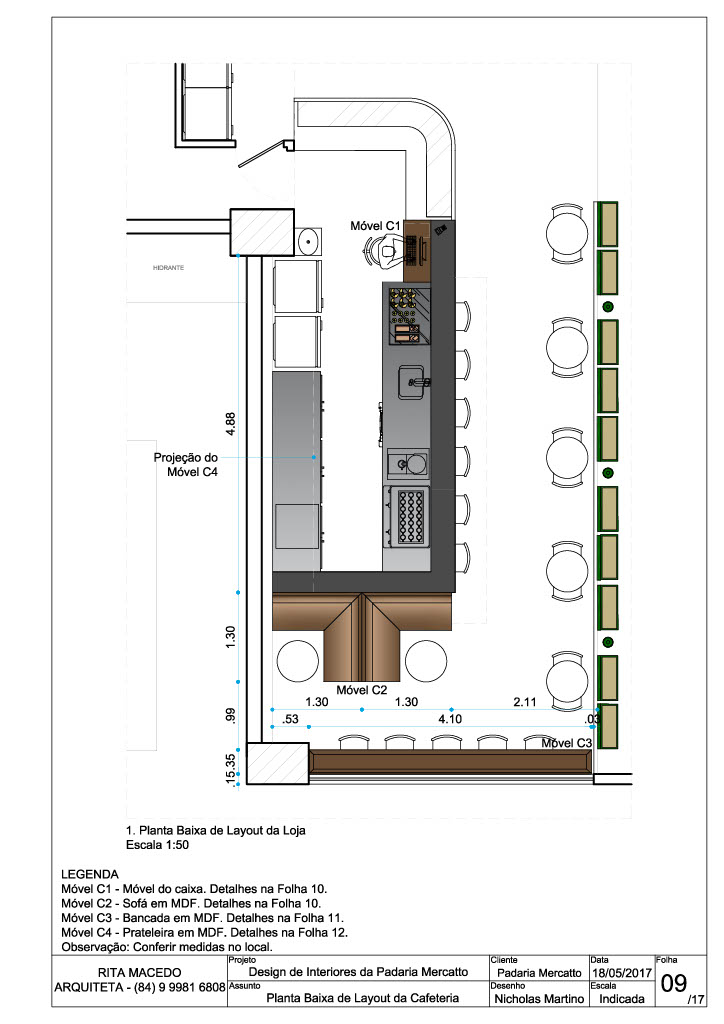 Móvel C1
HIDRANTE
4.88
Projeção do
Móvel C4
1.30
Móvel C2
1.30 1.30 2.11
.99
.53 4.10 .03
Móvel C3
.35
.15
1. Planta Baixa de Layout da Loja
Escala 1:50
LEGENDA
Móvel C1 - Móvel do caixa. Detalhes na Folha 10.
Móvel C2 - Sofá em MDF. Detalhes na Folha 10.
Móvel C3 - Bancada em MDF. Detalhes na Folha 11.
Móvel C4 - Prateleira em MDF. Detalhes na Folha 12.
Observação: Conferir medidas no local.
RITA MACEDO
ARQUITETA - (84) 9 9981 6808
Projeto
Design de Interiores da Padaria Mercatto
Assunto
Planta Baixa de Layout da Cafeteria
Cliente
Padaria Mercatto
Desenho
Nicholas Martino
Data
18/05/2017
Escala
Indicada
Folha
09
/17